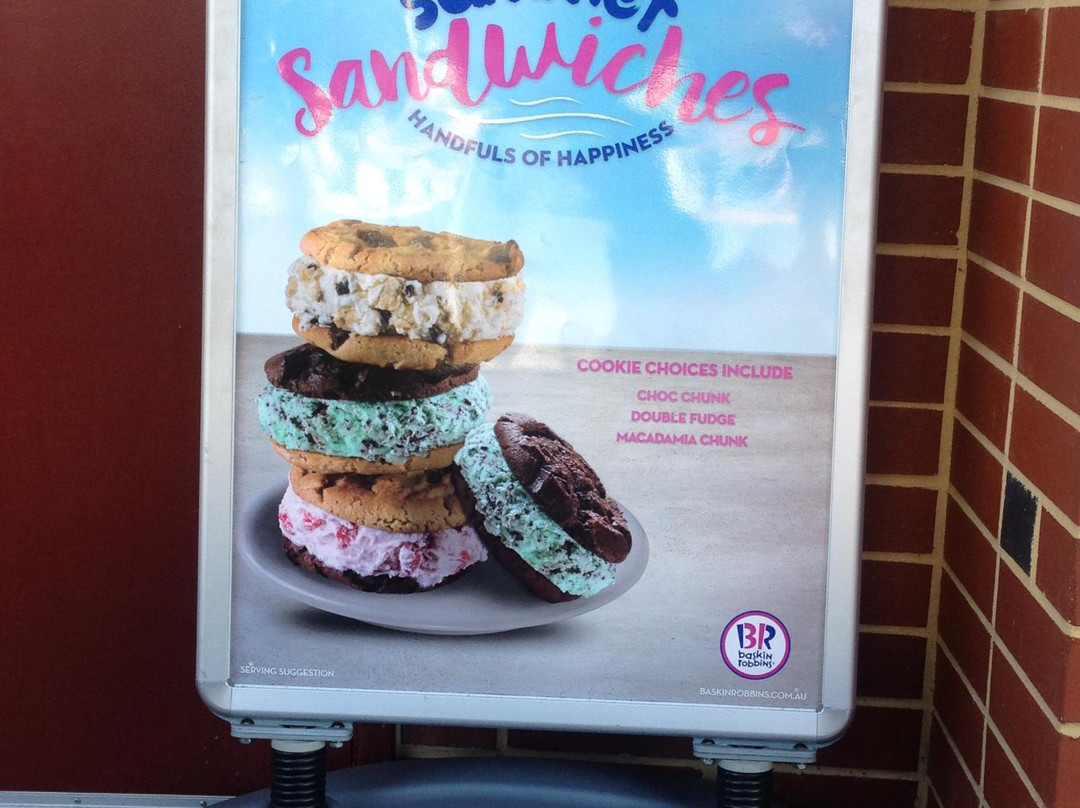 Summer
Sandwiches
HANDFULS OF HAPPINESS
COOKIE CHOICES INCLUDE
CHOC CHUNK
DOUBLE FUDGE
MACADAMIA CHUNK
BR
baskin
robbins
SERVING SUGGESTION
BASKINROBBINS.COM.AU